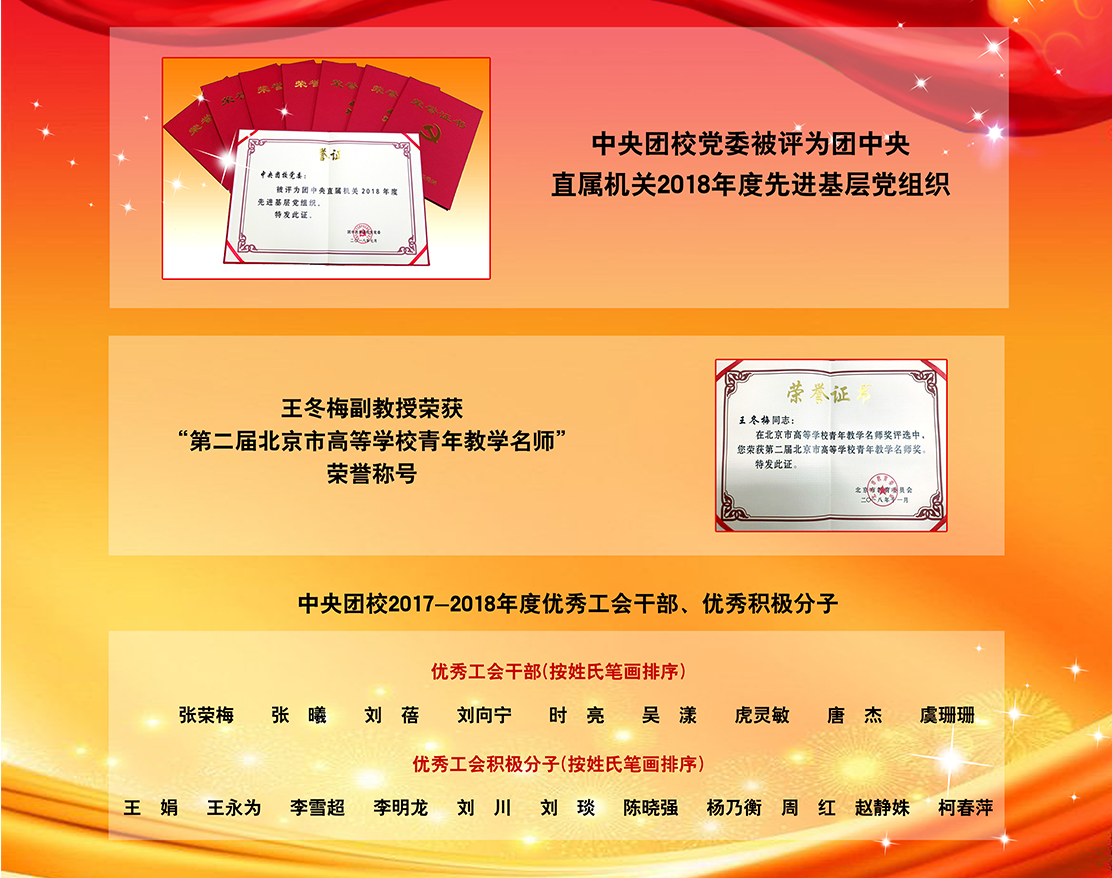 荣誉证书
誉证
中央团校党委：
被评为团中央直属机关2018年度
先进基层党组织。
特发此证。
二〇一八年七月
中央团校党委被评为团中央
直属机关2018年度先进基层党组织
王冬梅副教授荣获
“第二届北京市高等学校青年教学名师”
荣誉称号
荣誉证书
王冬梅同志：
在北京市高等学校青年教学名师奖评选中，
您荣获第二届北京市高等学校青年教学名师奖。
特发此证。
北京市教育委员会
二〇一八年十一月
中央团校2017–2018年度优秀工会干部、优秀积极分子
优秀工会干部(按姓氏笔画排序)
张荣梅 张 曦 刘 蓓 刘向宁 时 亮 吴 漾 虎灵敏 唐 杰 虞珊珊
优秀工会积极分子(按姓氏笔画排序)
王 娟 王永为 李雪超 李明龙 刘 川 刘 琰 陈晓强 杨乃衡 周 红 赵静姝 柯春萍